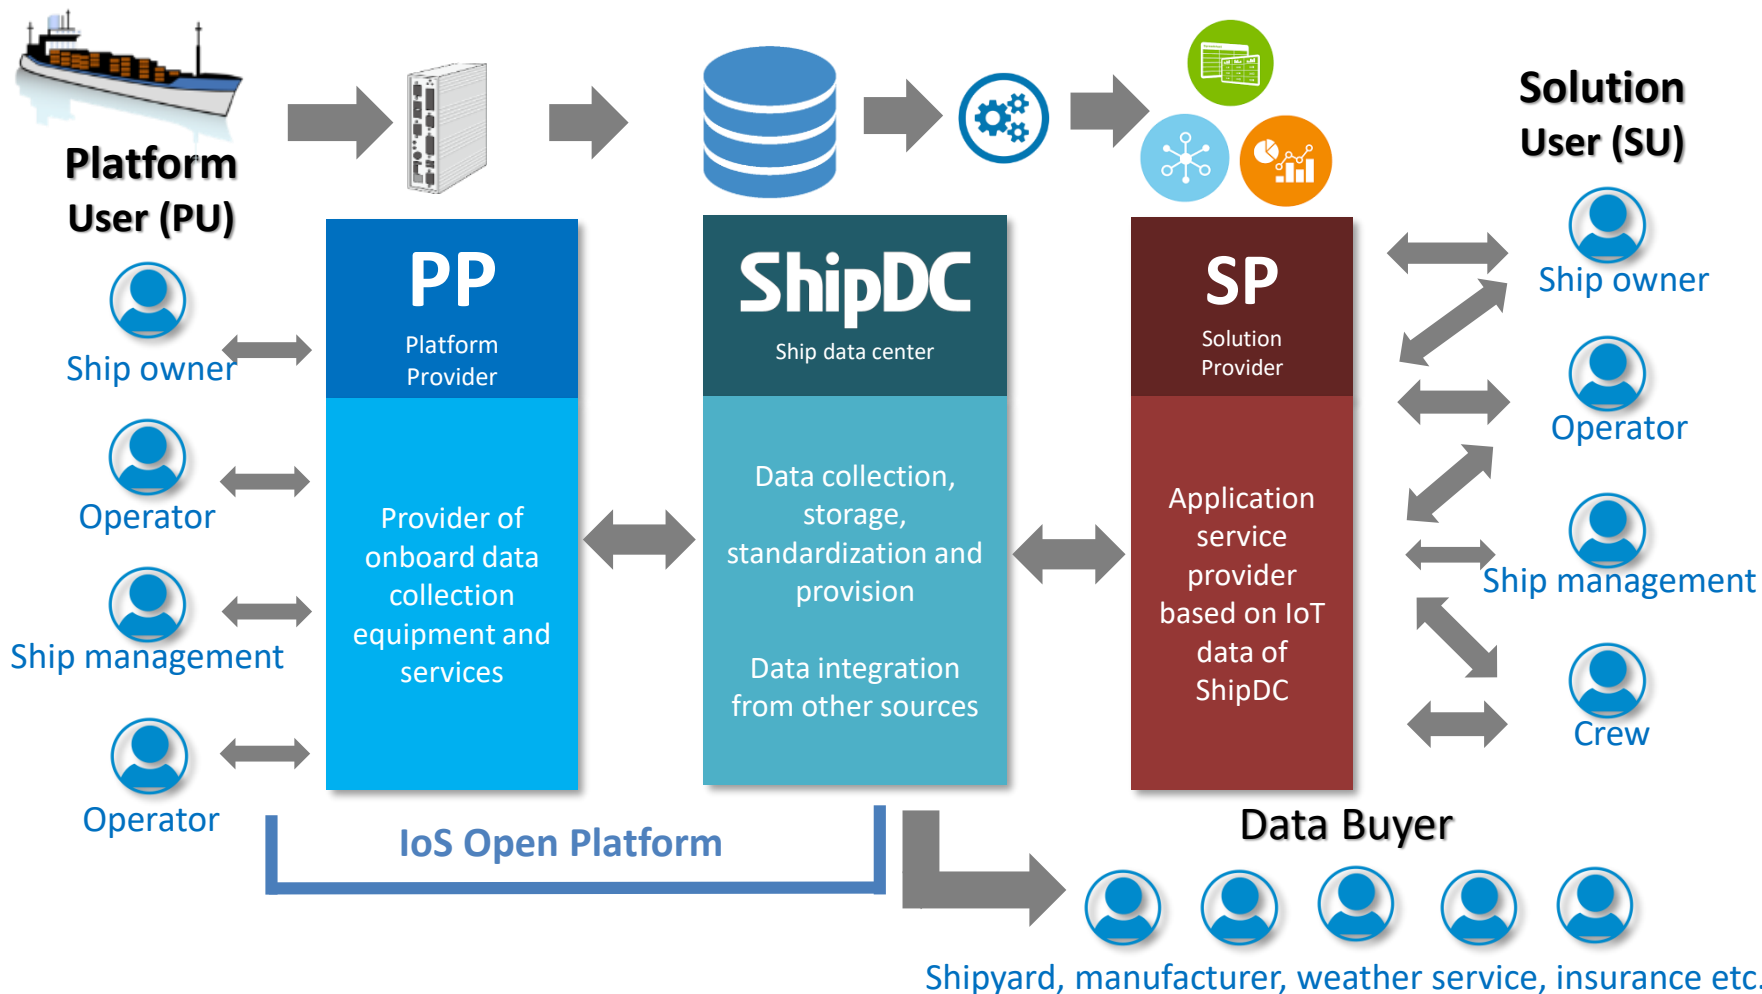 Platform
User (PU)
Ship owner
Operator
Ship management
Operator
PP
Platform
Provider
Provider of
onboard data
collection
equipment and
services
ShipDC
Ship data center
Data collection,
storage,
standardization and
provision
Data integration
from other sources
SP
Solution
Provider
Application
service
provider
based on IoT
data of
ShipDC
Solution
User (SU)
Ship owner
Operator
Ship management
Crew
IoS Open Platform
Data Buyer
Shipyard, manufacturer, weather service, insurance etc.